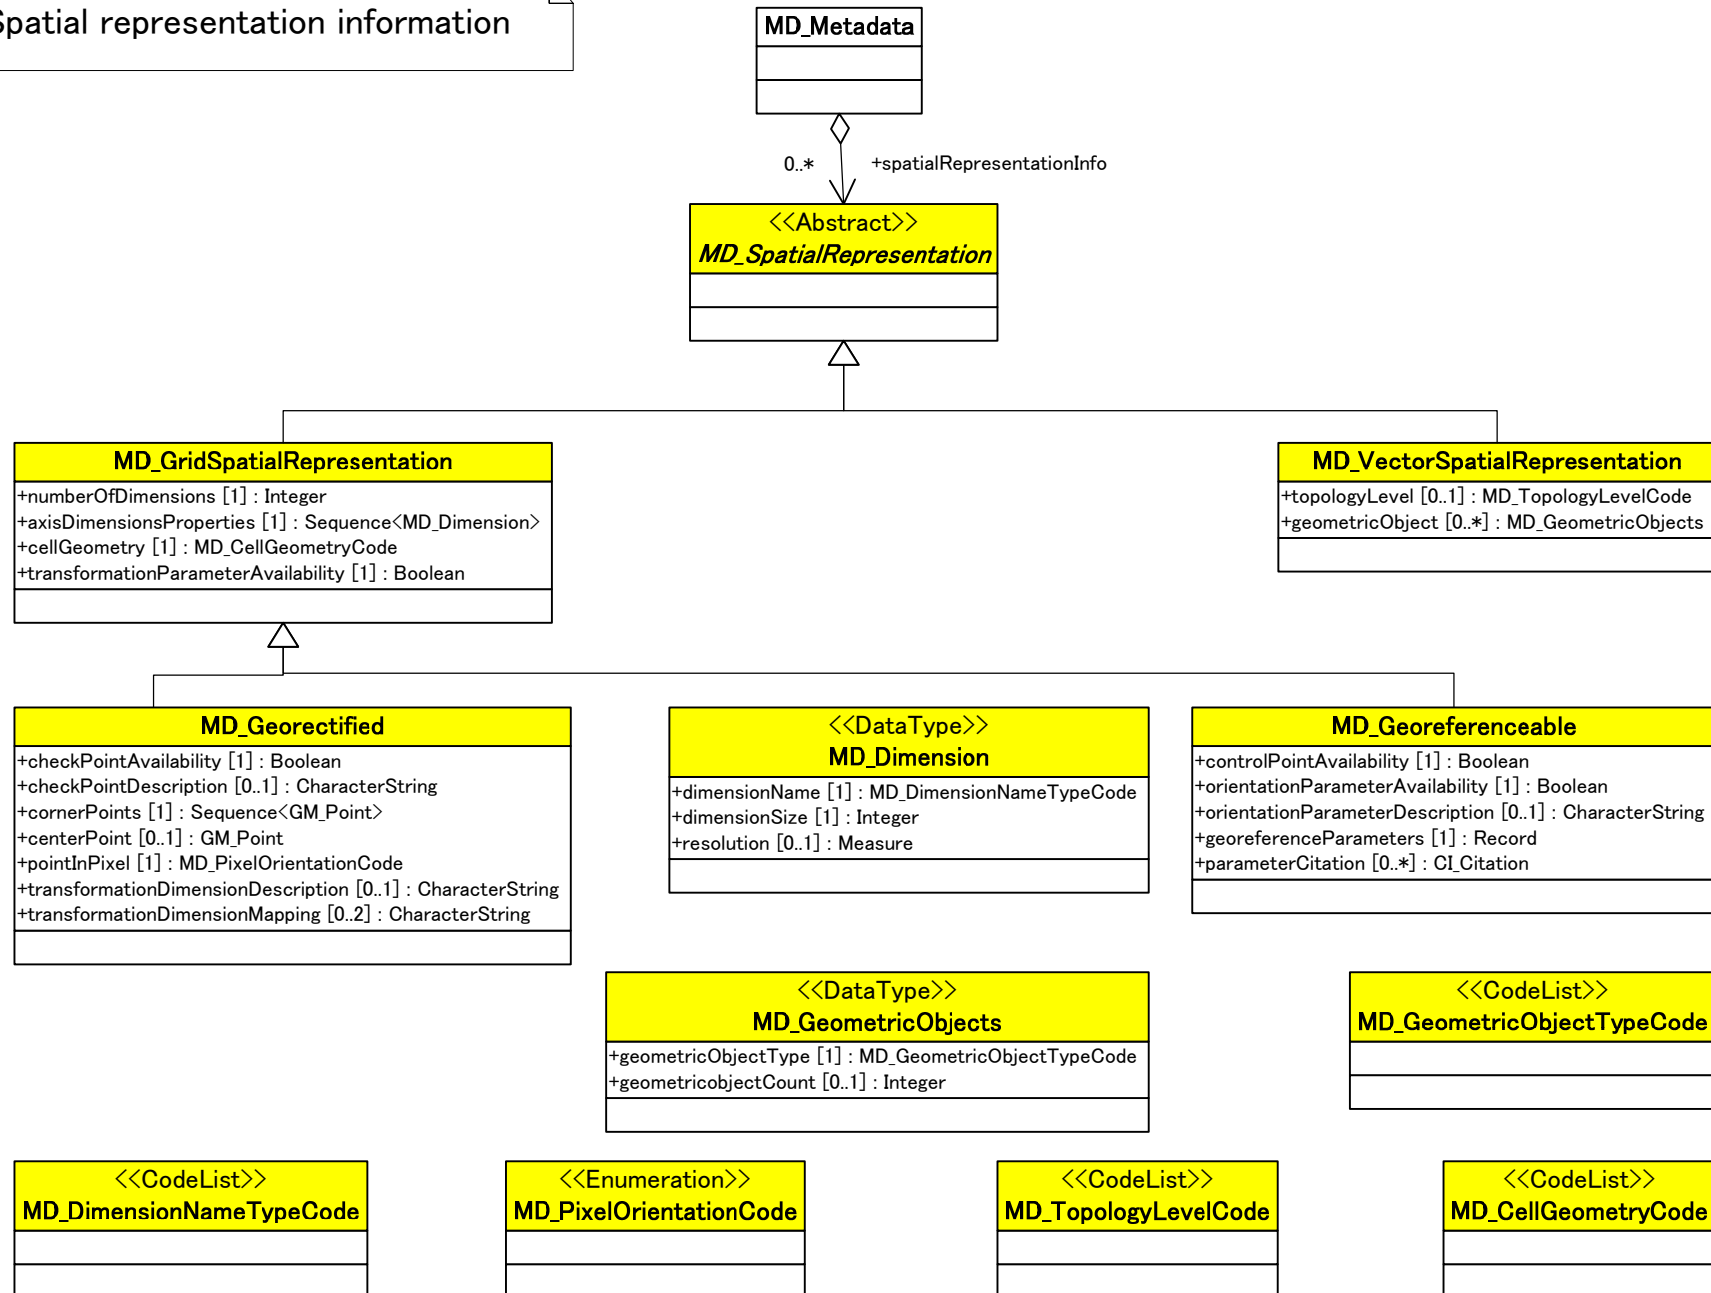 Spatial representation information
MD_Metadata
0..*
+spatialRepresentationInfo
<<Abstract>>
MD_SpatialRepresentation
MD_GridSpatialRepresentation
+numberOfDimensions [1] : Integer
+axisDimensionsProperties [1] : Sequence<MD_Dimension>
+cellGeometry [1] : MD_CellGeometryCode
+transformationParameterAvailability [1] : Boolean
MD_VectorSpatialRepresentation
+topologyLevel [0..1] : MD_TopologyLevelCode
+geometricObject [0..*] : MD_GeometricObjects
MD_Georectified
+checkPointAvailability [1] : Boolean
+checkPointDescription [0..1] : CharacterString
+cornerPoints [1] : Sequence<GM_Point>
+centerPoint [0..1] : GM_Point
+pointInPixel [1] : MD_PixelOrientationCode
+transformationDimensionDescription [0..1] : CharacterString
+transformationDimensionMapping [0..2] : CharacterString
<<DataType>>
MD_Dimension
+dimensionName [1] : MD_DimensionNameTypeCode
+dimensionSize [1] : Integer
+resolution [0..1] : Measure
MD_Georeferenceable
+controlPointAvailability [1] : Boolean
+orientationParameterAvailability [1] : Boolean
+orientationParameterDescription [0..1] : CharacterString
+georeferenceParameters [1] : Record
+parameterCitation [0..*] : CI_Citation
<<DataType>>
MD_GeometricObjects
+geometricObjectType [1] : MD_GeometricObjectTypeCode
+geometricobjectCount [0..1] : Integer
<<CodeList>>
MD_GeometricObjectTypeCode
<<CodeList>>
MD_DimensionNameTypeCode
<<Enumeration>>
MD_PixelOrientationCode
<<CodeList>>
MD_TopologyLevelCode
<<CodeList>>
MD_CellGeometryCode